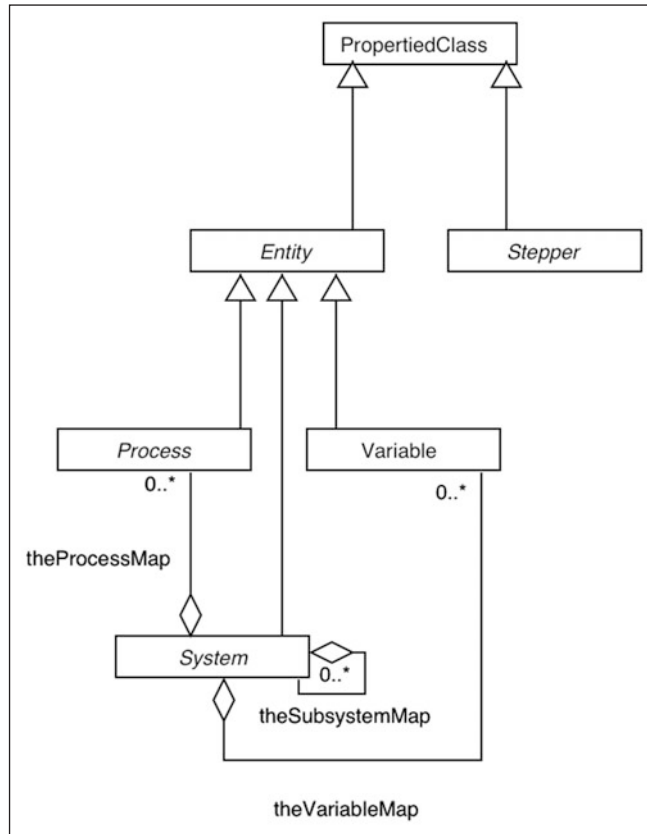 PropertiedClass
Entity
Stepper
Process
Variable
0..*
0..*
theProcessMap
System
0..*
theSubsystemMap
theVariableMap